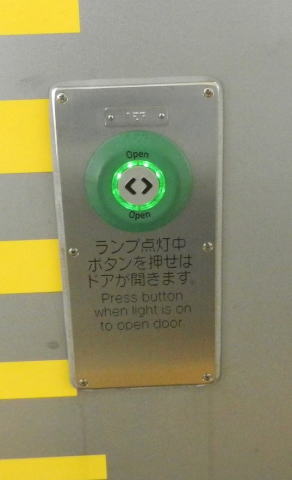 Open
Open
ランプ点灯中
ボタンを押せば
ドアが開きます。
Press button
when light is on
to open door.